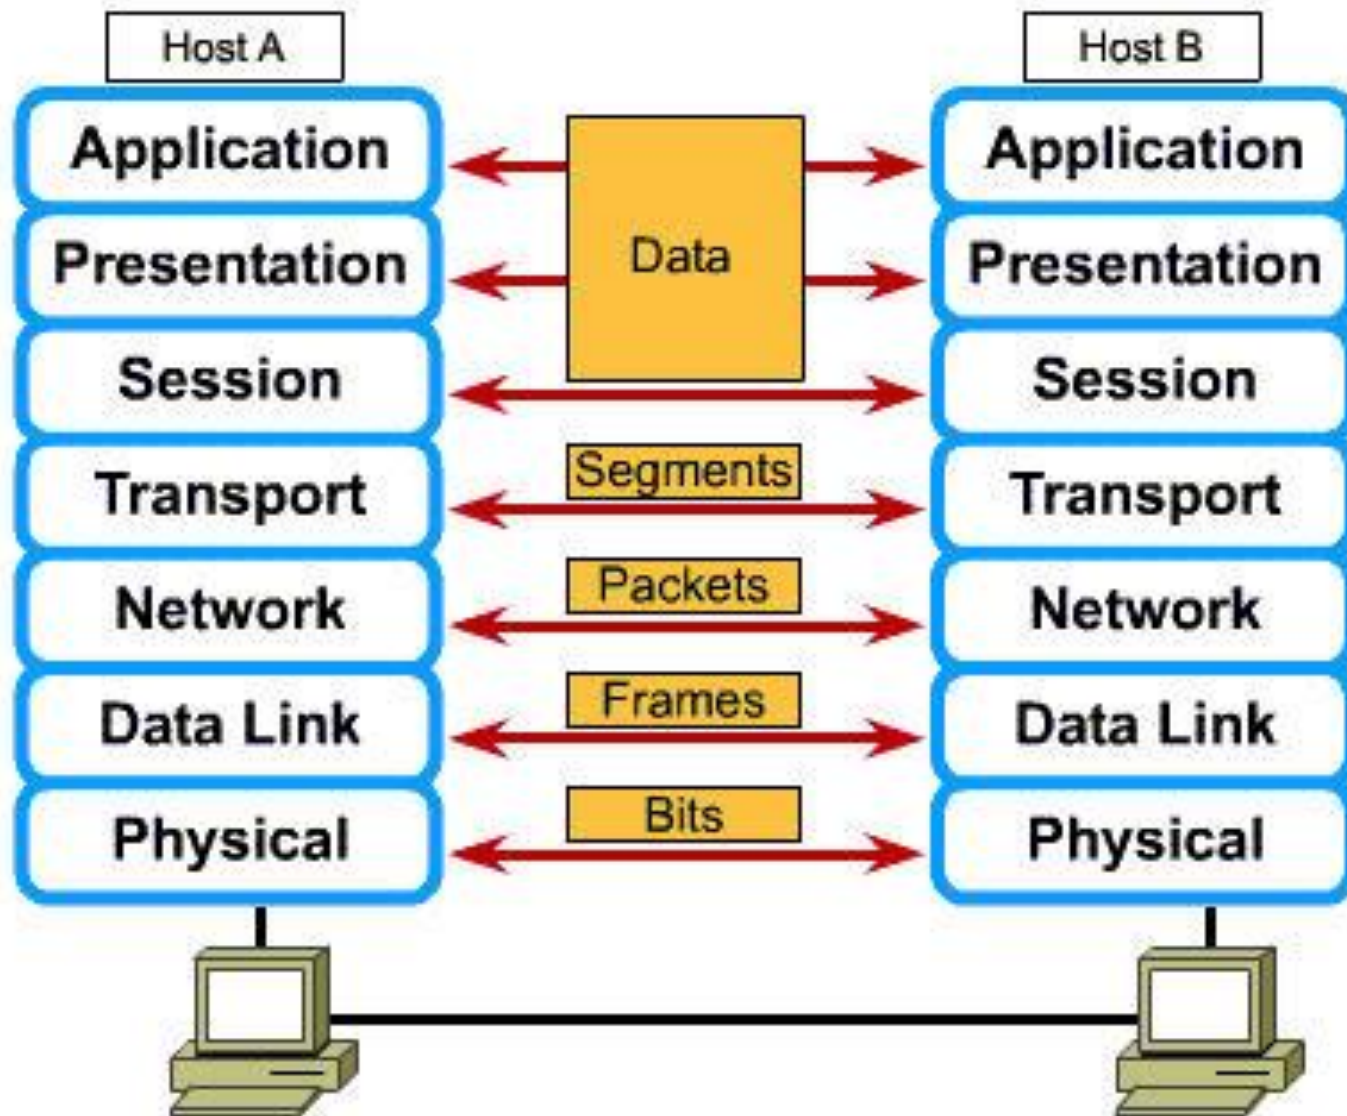 Host A
Host B
Application
Application
Data
Presentation
Presentation
Session
Session
Segments
Transport
Transport
Packets
Network
Network
Frames
Data Link
Data Link
Bits
Physical
Physical